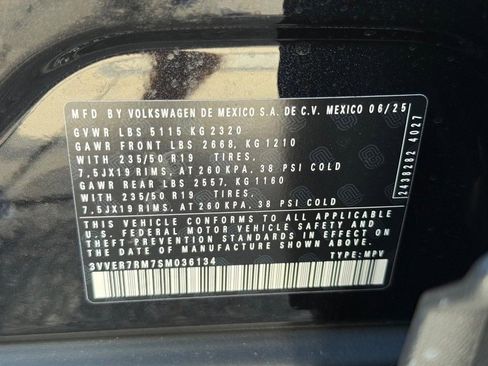 MFD BY VOLKSWAGEN DE MEXICO S.A. DE C.V. MEXICO 06/25
GVWR LBS 5115 KG 2320
GAWR FRONT LBS 2668, KG 1210
WITH 235/50 R19 TIRES,
7.5JX19 RIMS, AT 260 KPA, 38 PSI COLD
GAWR REAR LBS 2557, KG 1160
WITH 235/50 R19 TIRES,
7.5JX19 RIMS, AT 260 KPA, 38 PSI COLD
THIS VEHICLE CONFORMS TO ALL APPLICABLE
U.S. FEDERAL MOTOR VEHICLE SAFETY AND
THEFT PREVENTION STANDARDS IN EFFECT ON
THE DATE OF MANUFACTURE SHOWN ABOVE.
3VVER7RM7SM036134 TYPE: MPV
2438282 4027